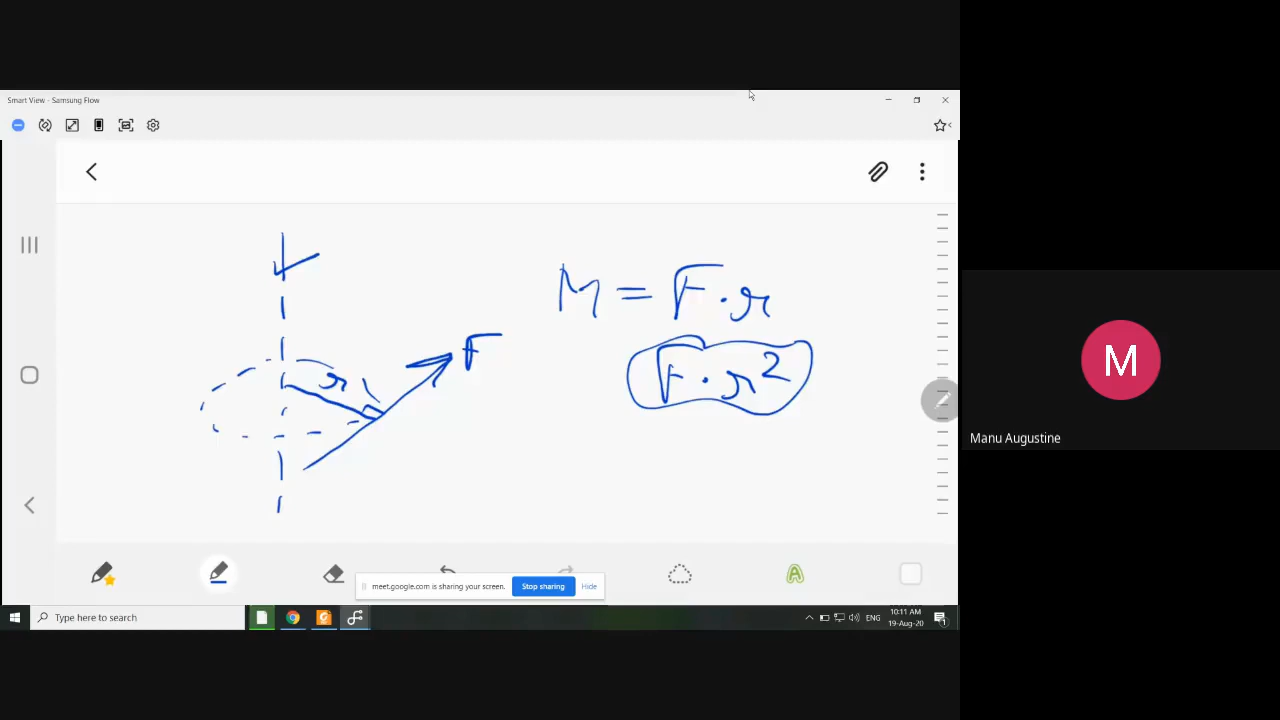 Smart View - Samsung Flow
M = F . r
F . r²
F
r
meet.google.com is sharing your screen.
Stop sharing
Hide
Type here to search
ENG
10:11 AM
19-Aug-20
1
M
Manu Augustine